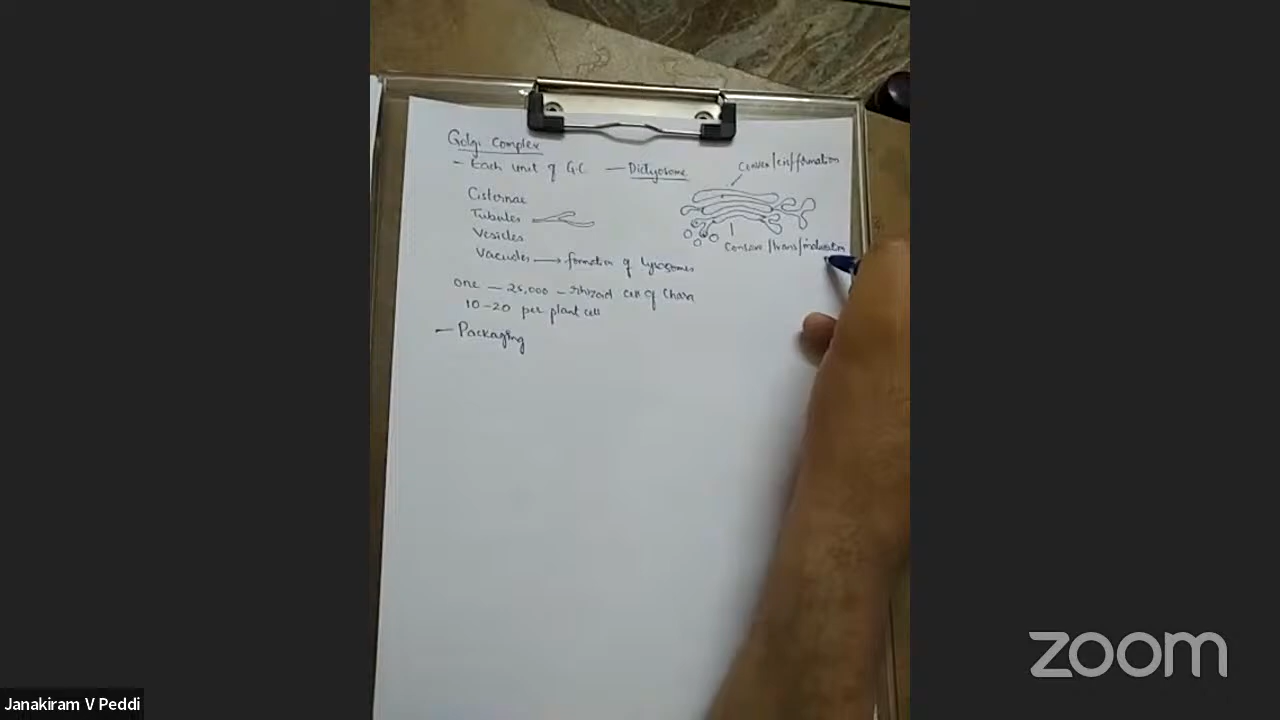 Golgi Complex
- Each unit of G.C — Dictyosome
Convex/cis/formation
Cisternae
Tubules
Vesicles
Concave/trans/maturation
Vacuoles → formation of Lysosomes
one — 25,000 - rhizoid cell of Chara
10-20 per plant cell
- Packaging
zoom
Janakiram V Peddi